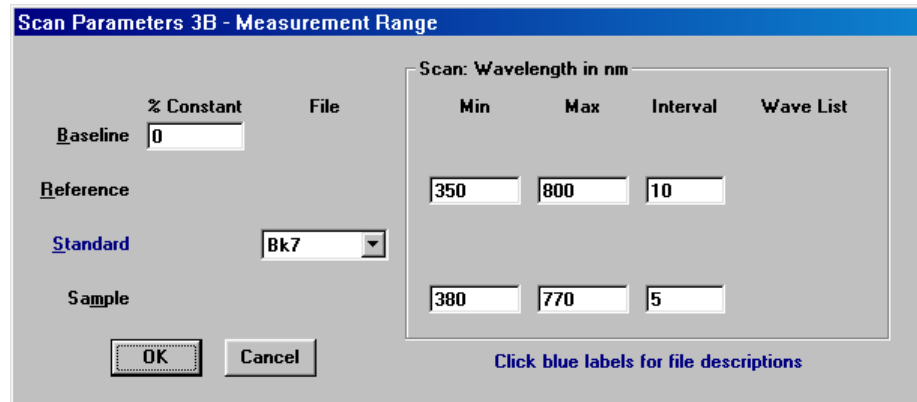 Scan Parameters 3B - Measurement Range
Scan: Wavelength in nm
% Constant File Min Max Interval Wave List
Baseline 0
Reference 350 800 10
Standard Bk7
Sample 380 770 5
OK Cancel
Click blue labels for file descriptions